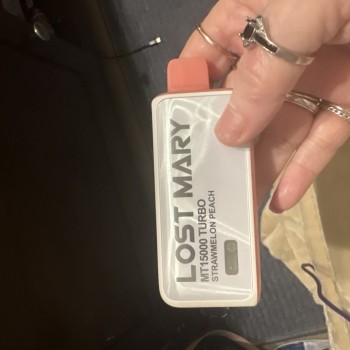 LOST MARY
MT15000 TURBO
STRAWMELON PEACH